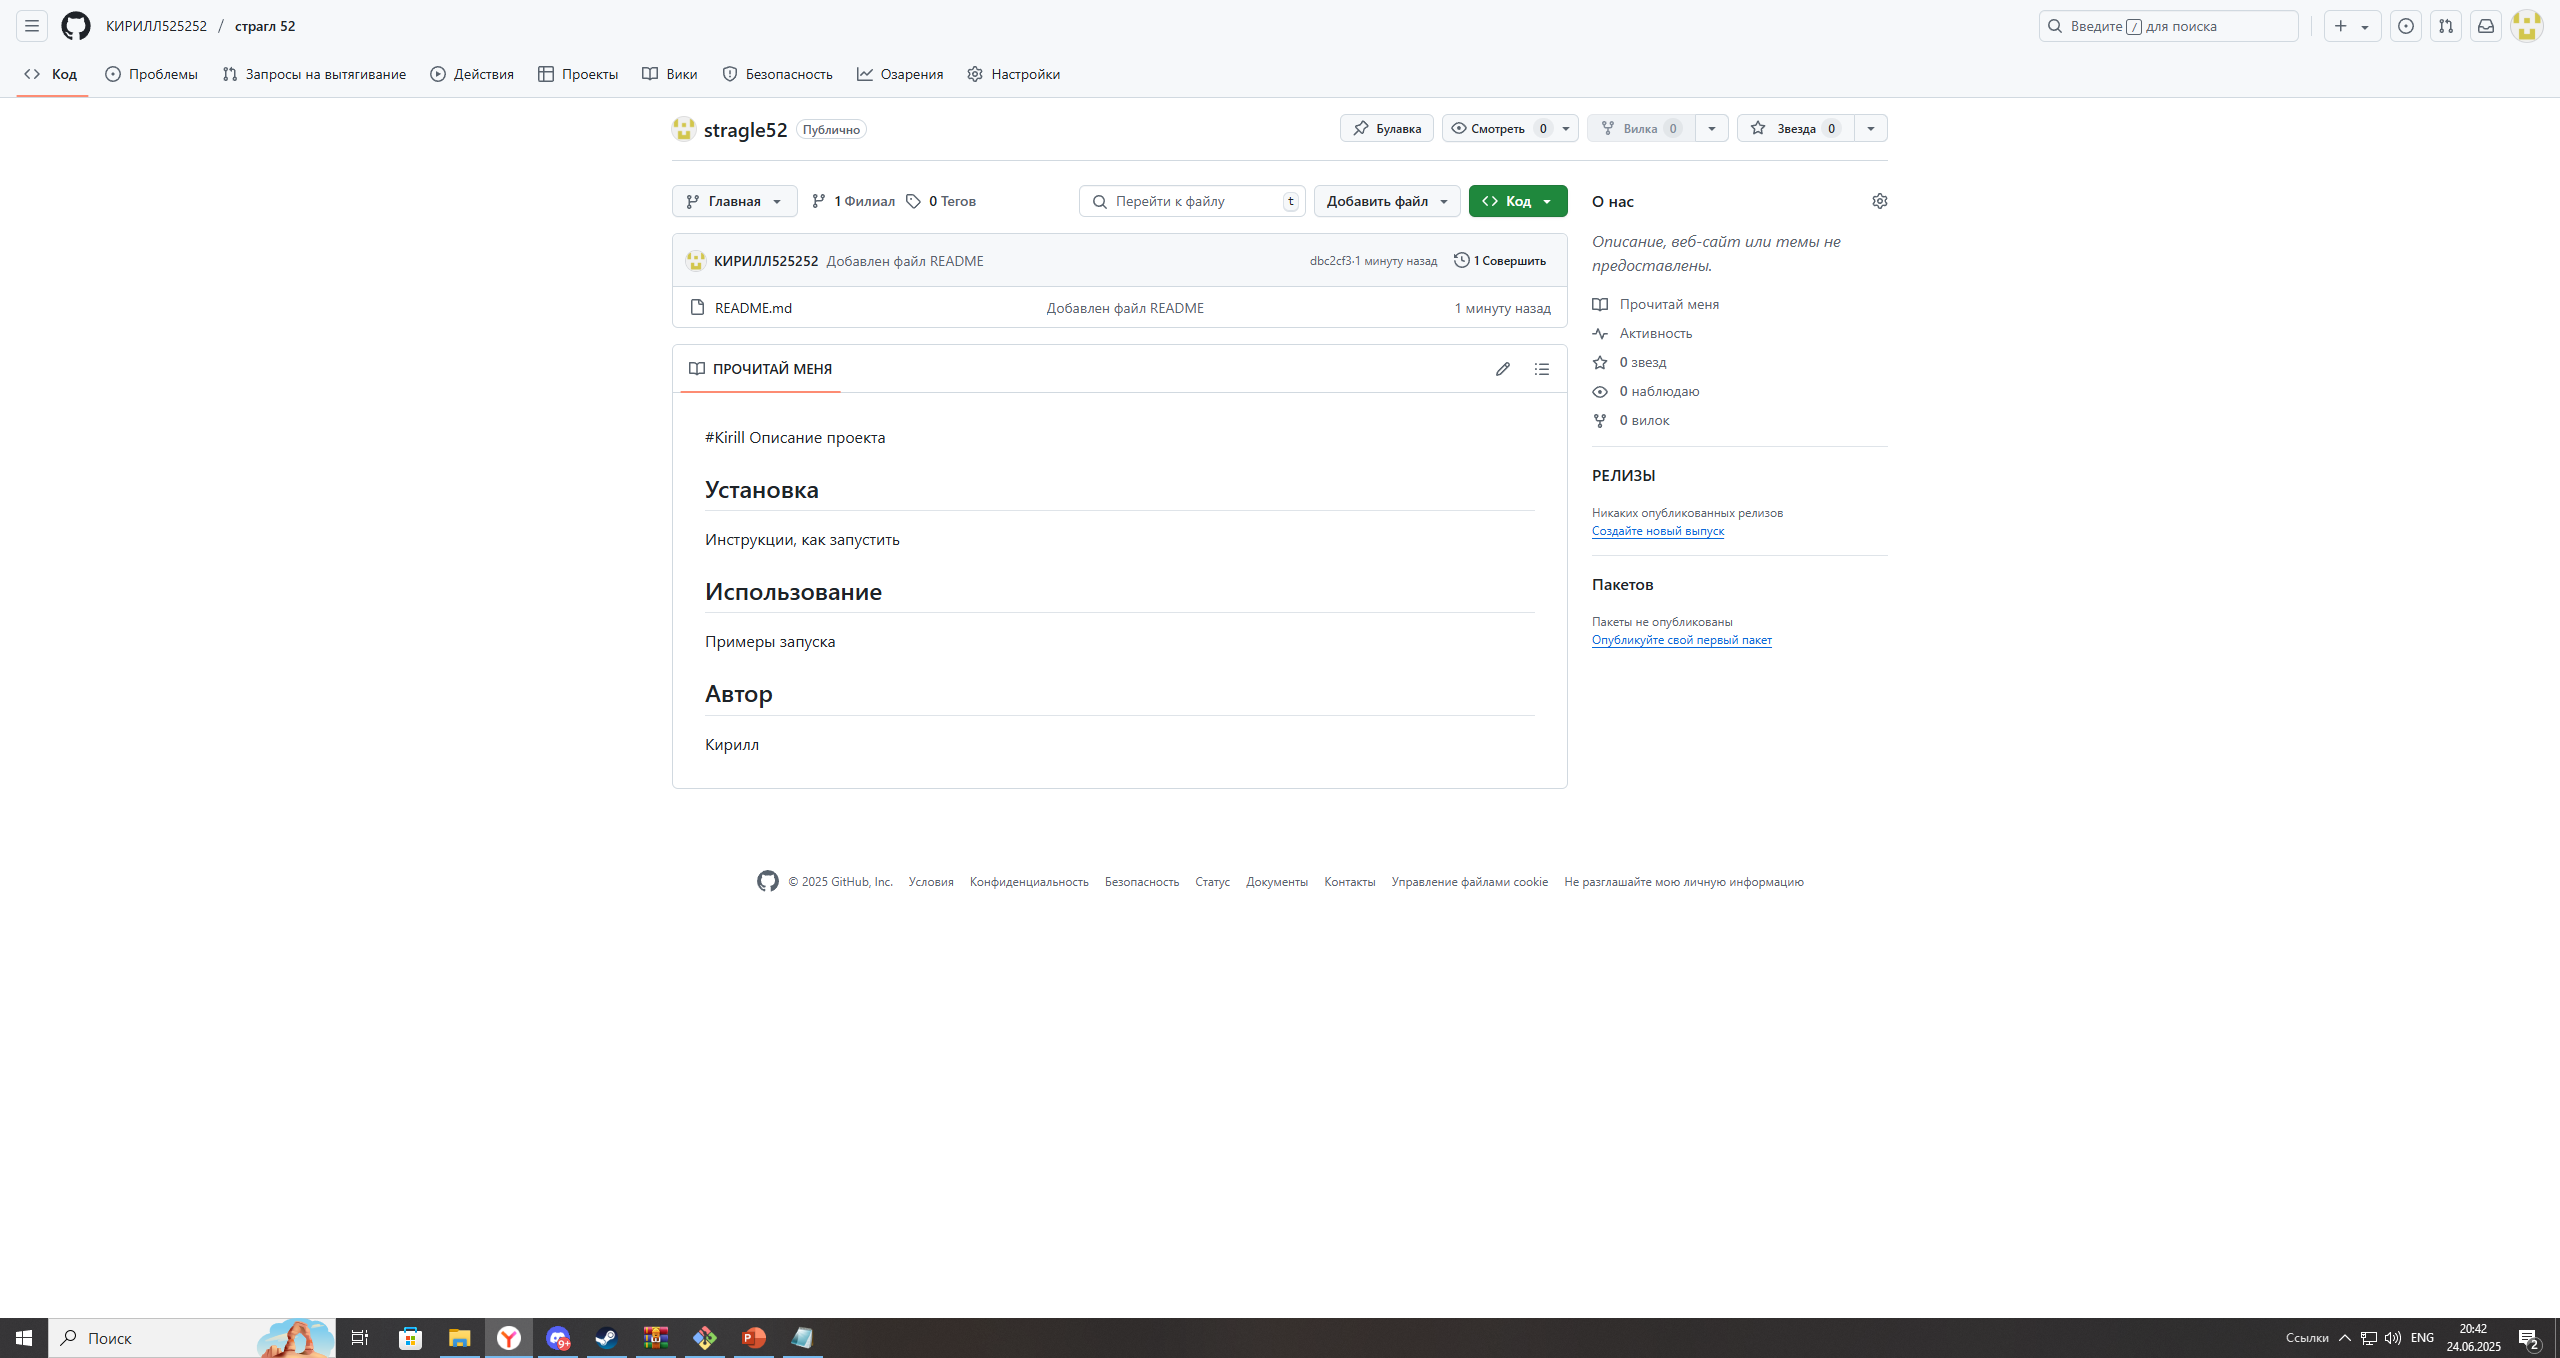 КИРИЛЛ525252 / страгл 52
Введите / для поиска
Код Проблемы Запросы на вытягивание Действия Проекты Вики Безопасность Озарения Настройки
stragle52 Публично
Булавка Смотреть 0 Вилка 0 Звезда 0
Главная 1 Филиал 0 Тегов Перейти к файлу t Добавить файл Код
КИРИЛЛ525252 Добавлен файл README dbc2cf3·1 минуту назад 1 Совершить
README.md Добавлен файл README 1 минуту назад
ПРОЧИТАЙ МЕНЯ
#Kirill Описание проекта
Установка
Инструкции, как запустить
Использование
Примеры запуска
Автор
Кирилл
О нас
Описание, веб-сайт или темы не
предоставлены.
Прочитай меня
Активность
0 звезд
0 наблюдаю
0 вилок
РЕЛИЗЫ
Никаких опубликованных релизов
Создайте новый выпуск
Пакетов
Пакеты не опубликованы
Опубликуйте свой первый пакет
© 2025 GitHub, Inc. Условия Конфиденциальность Безопасность Статус Документы Контакты Управление файлами cookie Не разглашайте мою личную информацию
Поиск
9+
P
Ссылки ENG
20:42
24.06.2025
2